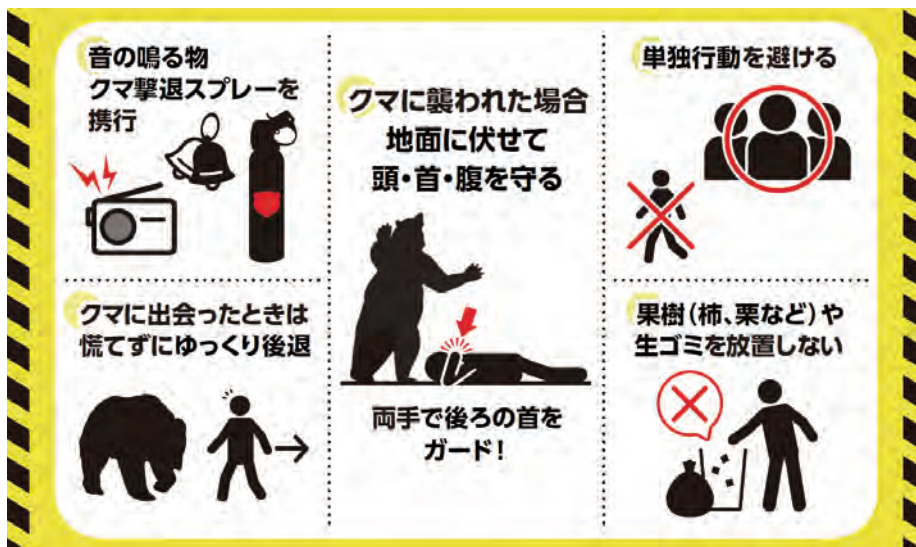 音の鳴る物
クマ撃退スプレーを
携行
クマに出会ったときは
慌てずにゆっくり後退
クマに襲われた場合
地面に伏せて
頭・首・腹を守る
両手で後ろの首を
ガード!
単独行動を避ける
果樹(柿、栗など)や
生ゴミを放置しない